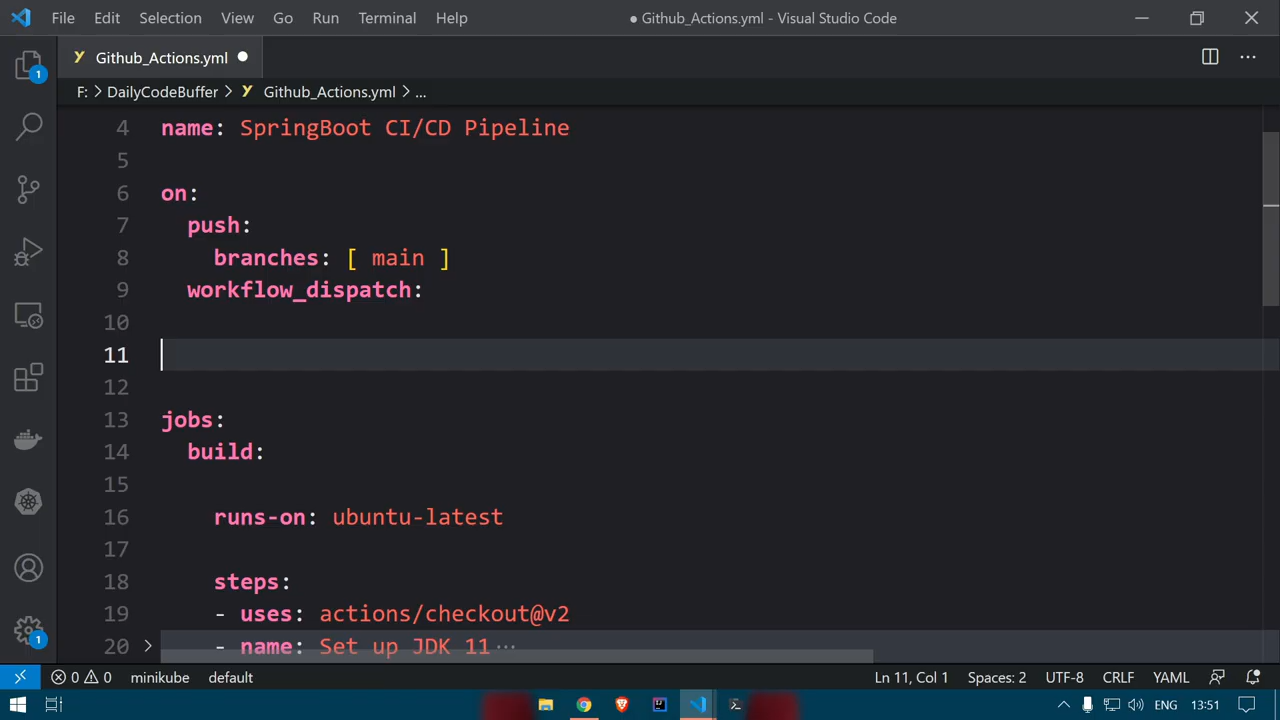 File Edit Selection View Go Run Terminal Help ● Github_Actions.yml - Visual Studio Code
Y Github_Actions.yml ●
F: > DailyCodeBuffer > Y Github_Actions.yml > ...
4 name: SpringBoot CI/CD Pipeline
5
6 on:
7 push:
8 branches: [ main ]
9 workflow_dispatch:
10
11
12
13 jobs:
14 build:
15
16 runs-on: ubuntu-latest
17
18 steps:
19 - uses: actions/checkout@v2
20 > - name: Set up JDK 11 ...
1
1
0 0 minikube default Ln 11, Col 1 Spaces: 2 UTF-8 CRLF YAML
ENG 13:51